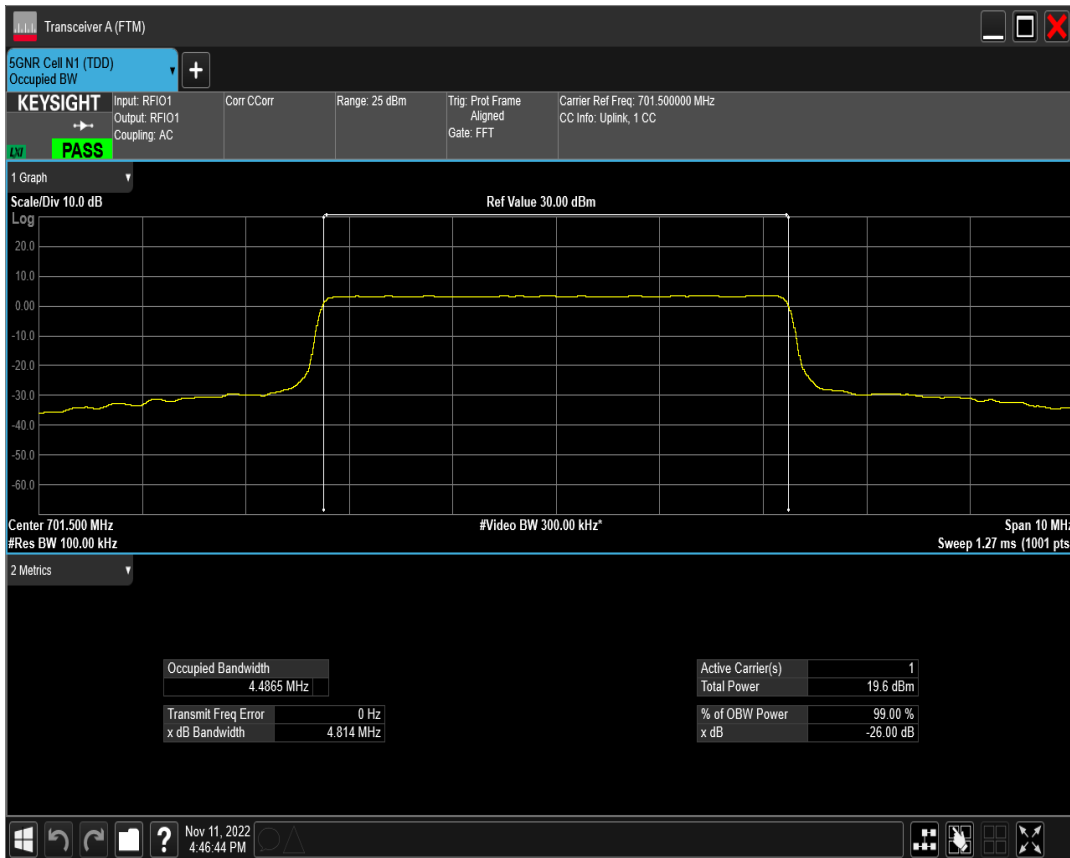 Transceiver A (FTM)
5GNR Cell N1 (TDD)
Occupied BW
+
KEYSIGHT
LXI
PASS
Input: RFIO1
Output: RFIO1
Coupling: AC
Corr CCorr
Range: 25 dBm
Trig: Prot Frame
Aligned
Gate: FFT
Carrier Ref Freq: 701.500000 MHz
CC Info: Uplink, 1 CC
1 Graph
Scale/Div 10.0 dB
Ref Value 30.00 dBm
Log
20.0
10.0
0.00
-10.0
-20.0
-30.0
-40.0
-50.0
-60.0
Center 701.500 MHz
#Video BW 300.00 kHz*
Span 10 MHz
#Res BW 100.00 kHz
Sweep 1.27 ms (1001 pts
2 Metrics
Occupied Bandwidth
4.4865 MHz
Transmit Freq Error 0 Hz
x dB Bandwidth 4.814 MHz
Active Carrier(s) 1
Total Power 19.6 dBm
% of OBW Power 99.00 %
x dB -26.00 dB
?
Nov 11, 2022
4:46:44 PM